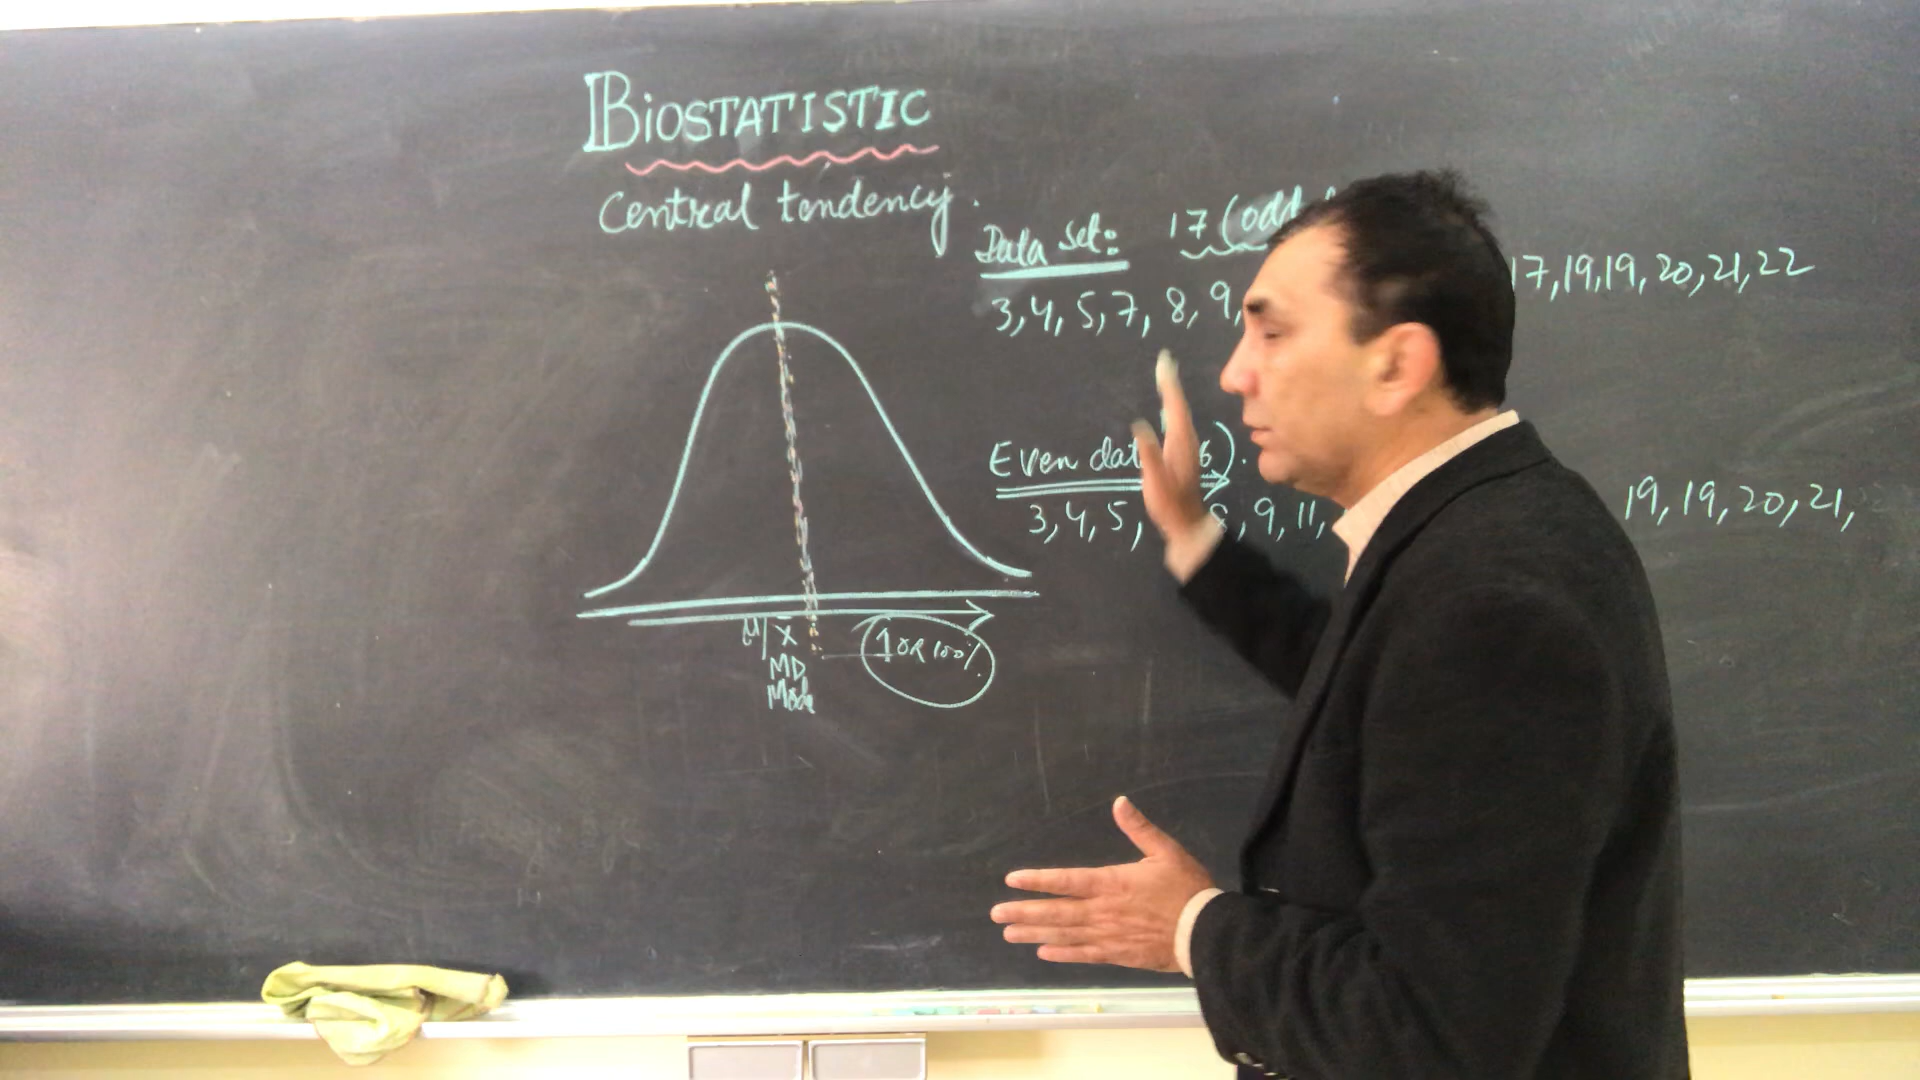 BIOSTATISTIC
Central tendency.
Data Set: 17 (odd
3, 4, 5, 7, 8, 9, 17, 19, 19, 20, 21, 22
Even dat 6).
3, 4, 5, 8, 9, 11, 19, 19, 20, 21,
μ/x̄
MD
Mode
1 OR 100%